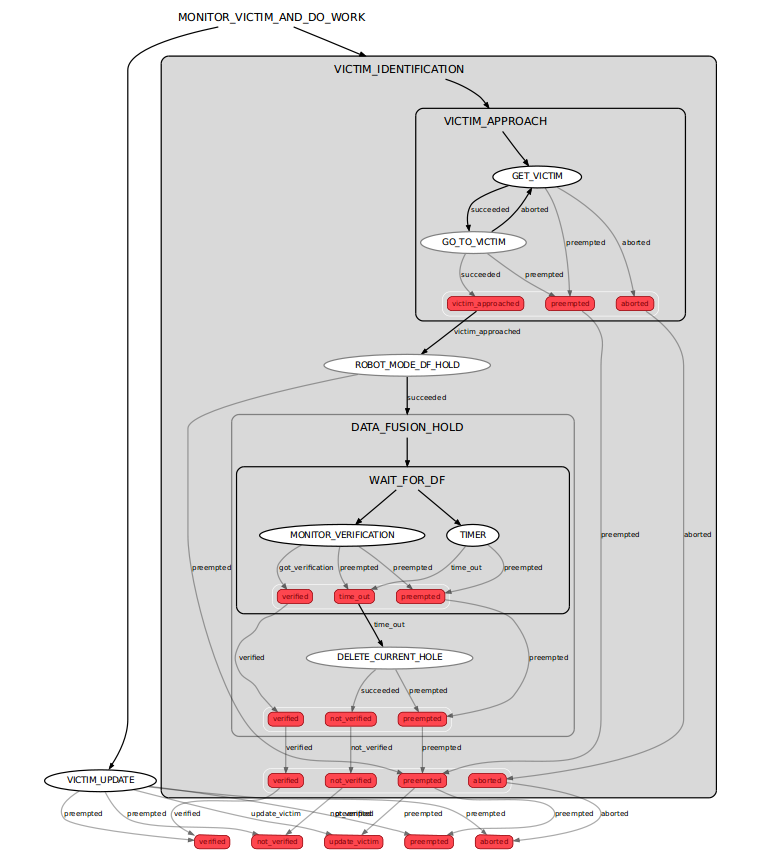 MONITOR_VICTIM_AND_DO_WORK
VICTIM_IDENTIFICATION
VICTIM_APPROACH
GET_VICTIM
succeeded
aborted
GO_TO_VICTIM
preempted
aborted
succeeded
preempted
victim_approached
preempted
aborted
victim_approached
ROBOT_MODE_DF_HOLD
succeeded
DATA_FUSION_HOLD
WAIT_FOR_DF
MONITOR_VERIFICATION
TIMER
preempted
aborted
preempted
got_verification
preempted
preempted
time_out
preempted
verified
time_out
preempted
time_out
verified
DELETE_CURRENT_HOLE
preempted
succeeded
preempted
verified
not_verified
preempted
verified
not_verified
preempted
VICTIM_UPDATE
verified
not_verified
preempted
aborted
preempted
preempted
verified
update_victim
not_verified
preempted
preempted
preempted
preempted
aborted
verified
not_verified
update_victim
preempted
aborted